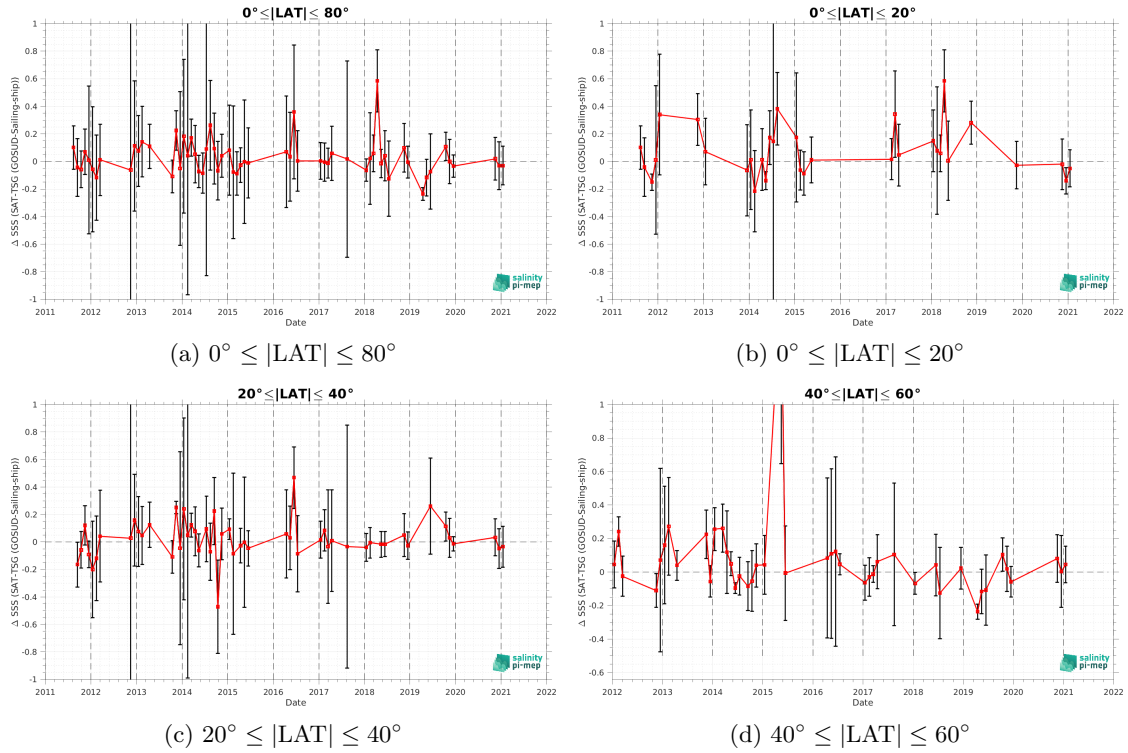 0°≤|LAT|≤ 80°
Δ SSS (SAT-TSG (GOSUD-Sailing-ship))
1
0.8
0.6
0.4
0.2
0
-0.2
-0.4
-0.6
-0.8
-1
2011 2012 2013 2014 2015 2016 2017 2018 2019 2020 2021 2022
Date
salinity
pi-mep
(a) 0° ≤ |LAT| ≤ 80°
0°≤|LAT|≤ 20°
Δ SSS (SAT-TSG (GOSUD-Sailing-ship))
1
0.8
0.6
0.4
0.2
0
-0.2
-0.4
-0.6
-0.8
-1
2011 2012 2013 2014 2015 2016 2017 2018 2019 2020 2021 2022
Date
salinity
pi-mep
(b) 0° ≤ |LAT| ≤ 20°
20°≤|LAT|≤ 40°
Δ SSS (SAT-TSG (GOSUD-Sailing-ship))
1
0.8
0.6
0.4
0.2
0
-0.2
-0.4
-0.6
-0.8
-1
2011 2012 2013 2014 2015 2016 2017 2018 2019 2020 2021 2022
Date
salinity
pi-mep
(c) 20° ≤ |LAT| ≤ 40°
40°≤|LAT|≤ 60°
Δ SSS (SAT-TSG (GOSUD-Sailing-ship))
1
0.8
0.6
0.4
0.2
0
-0.2
-0.4
-0.6
2012 2013 2014 2015 2016 2017 2018 2019 2020 2021 2022
Date
salinity
pi-mep
(d) 40° ≤ |LAT| ≤ 60°